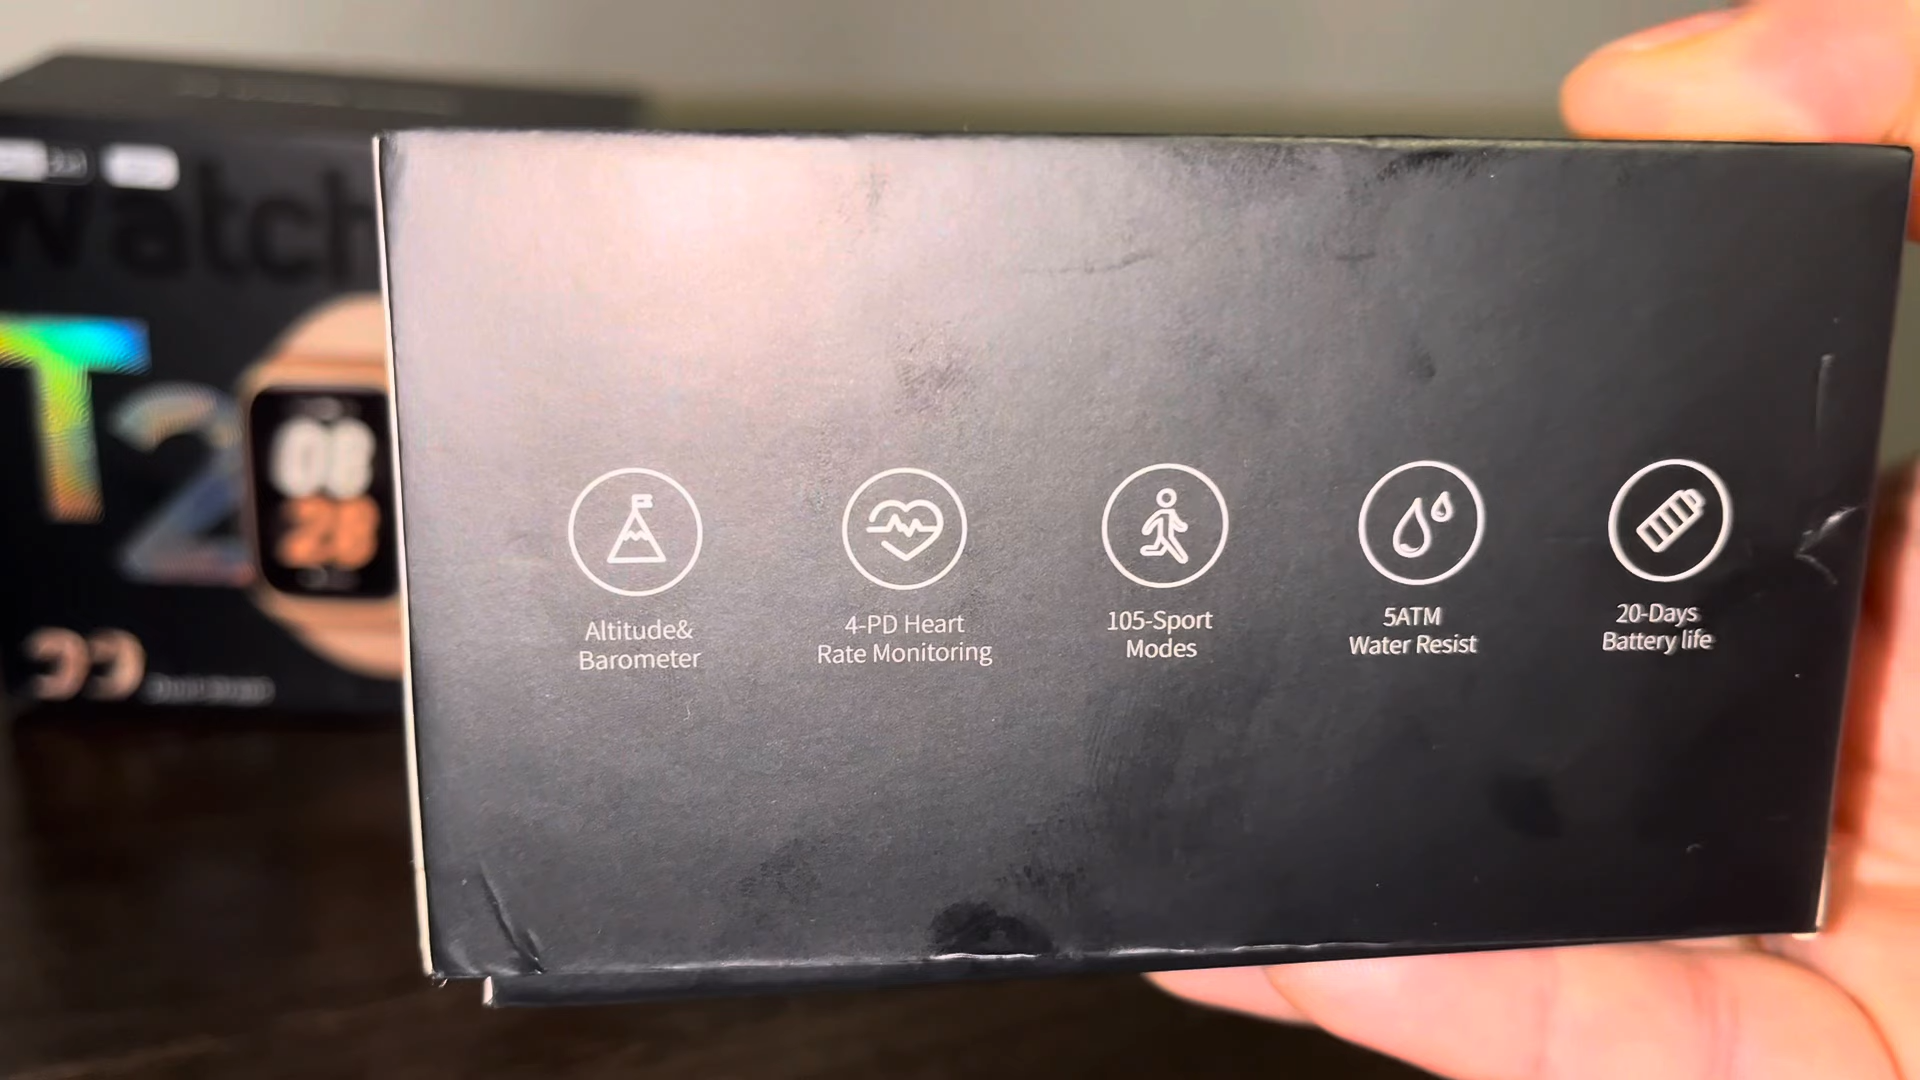 Watch
T2
08
28
Altitude&
Barometer
4-PD Heart
Rate Monitoring
105-Sport
Modes
5ATM
Water Resist
20-Days
Battery life